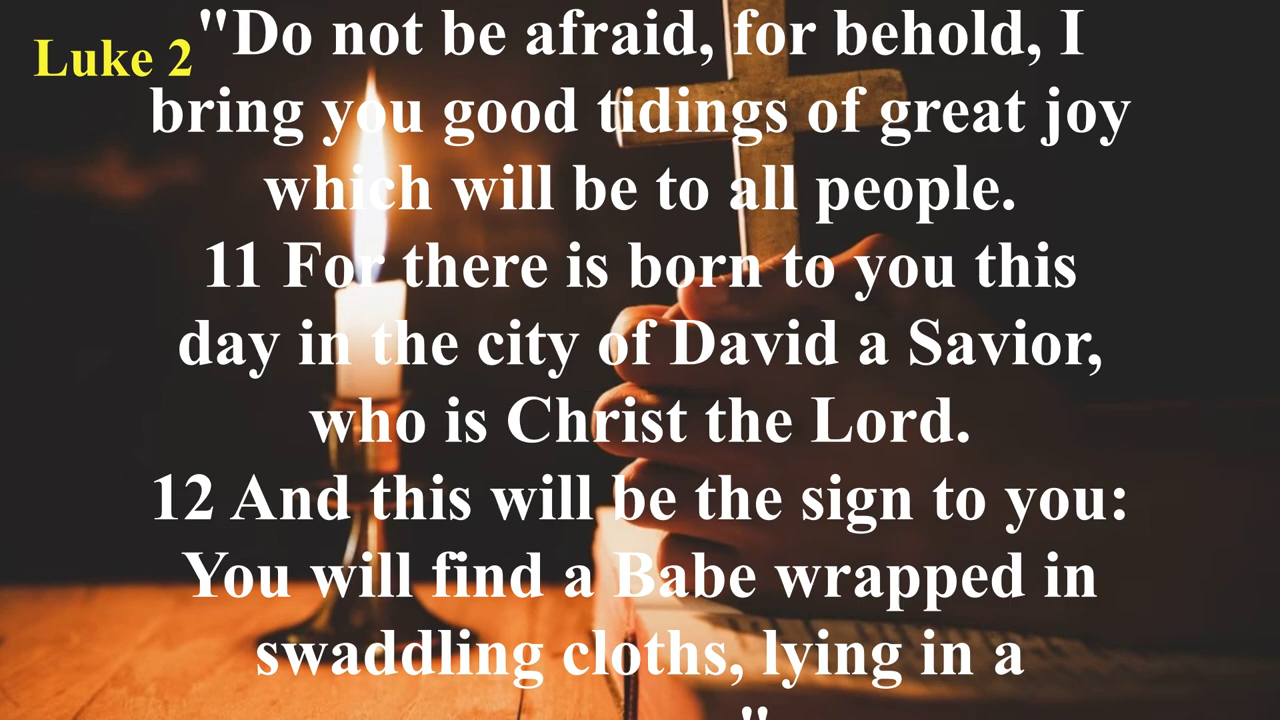 Luke 2
"Do not be afraid, for behold, I
bring you good tidings of great joy
which will be to all people.
11 For there is born to you this
day in the city of David a Savior,
who is Christ the Lord.
12 And this will be the sign to you:
You will find a Babe wrapped in
swaddling cloths, lying in a
"